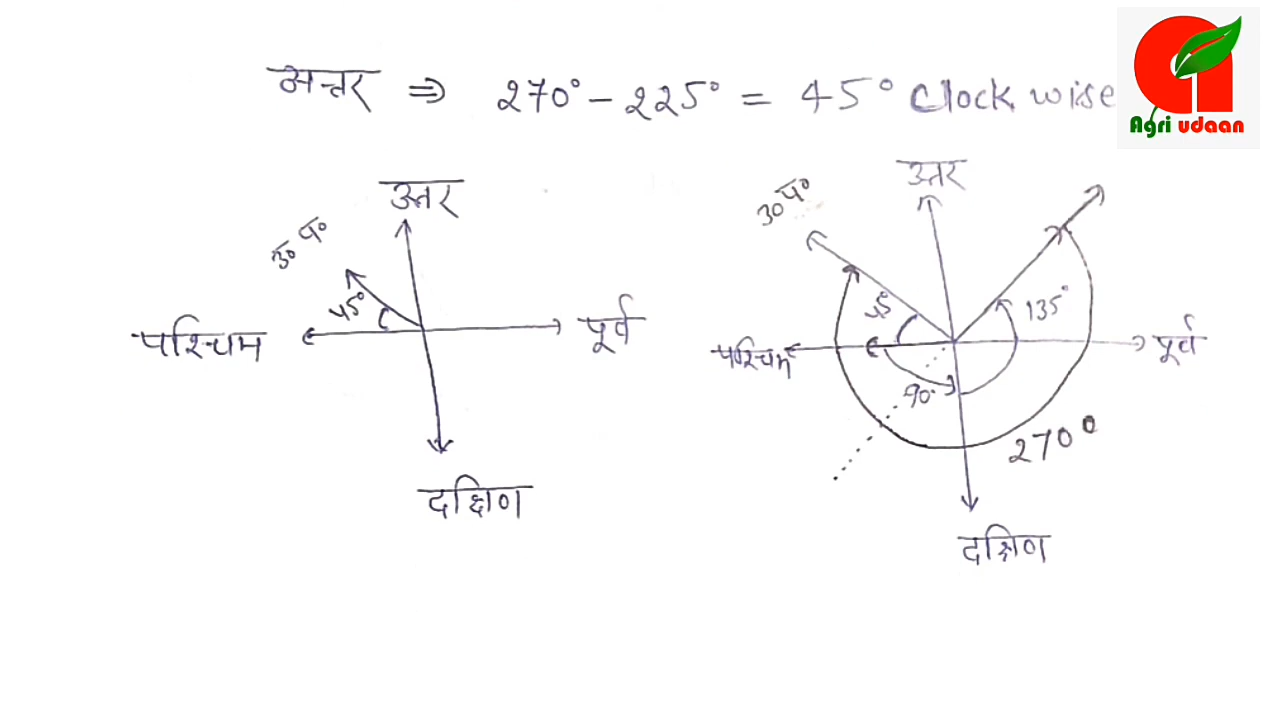 अन्तर ⇒ 270° - 225° = 45° Clock wise
Agri udaan
उत्तर
उ० प०
45°
पश्चिम
पूर्व
दक्षिण
उत्तर
उ० प०
45°
135°
पश्चिम
पूर्व
90°
270°
दक्षिण